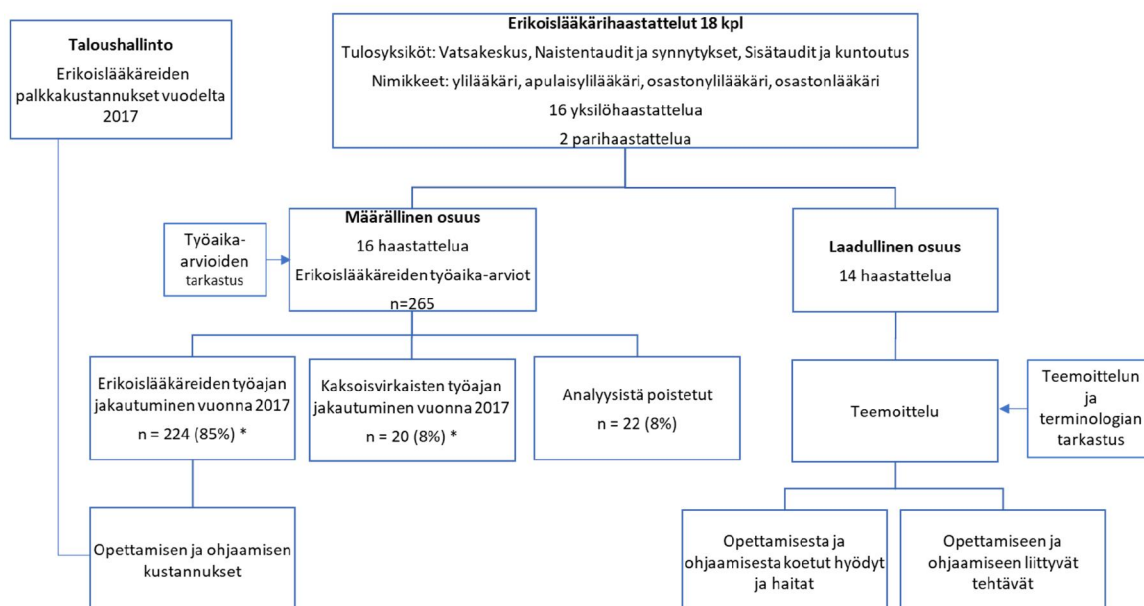 Taloushallinto
Erikoislääkäreiden
palkkakustannukset vuodelta
2017
Erikoislääkärihaastattelut 18 kpl
Tulosyksiköt: Vatsakeskus, Naistentaudit ja synnytykset, Sisätaudit ja kuntoutus
Nimikkeet: ylilääkäri, apulaisylilääkäri, osastonylilääkäri, osastonlääkäri
16 yksilöhaastattelua
2 parihaastattelua
Työaika-
arvioiden
tarkastus
Määrällinen osuus
16 haastattelua
Erikoislääkäreiden työaika-arviot
n=265
Laadullinen osuus
14 haastattelua
Erikoislääkäreiden työajan
jakautuminen vuonna 2017
n = 224 (85%) *
Kaksoisvirkaisten työajan
jakautuminen vuonna 2017
n = 20 (8%) *
Analyysistä poistetut
n = 22 (8%)
Teemoittelu
Teemoittelun
ja
terminologian
tarkastus
Opettamisen ja ohjaamisen
kustannukset
Opettamisesta ja
ohjaamisesta koetut hyödyt
ja haitat
Opettamiseen ja
ohjaamiseen liittyvät
tehtävät